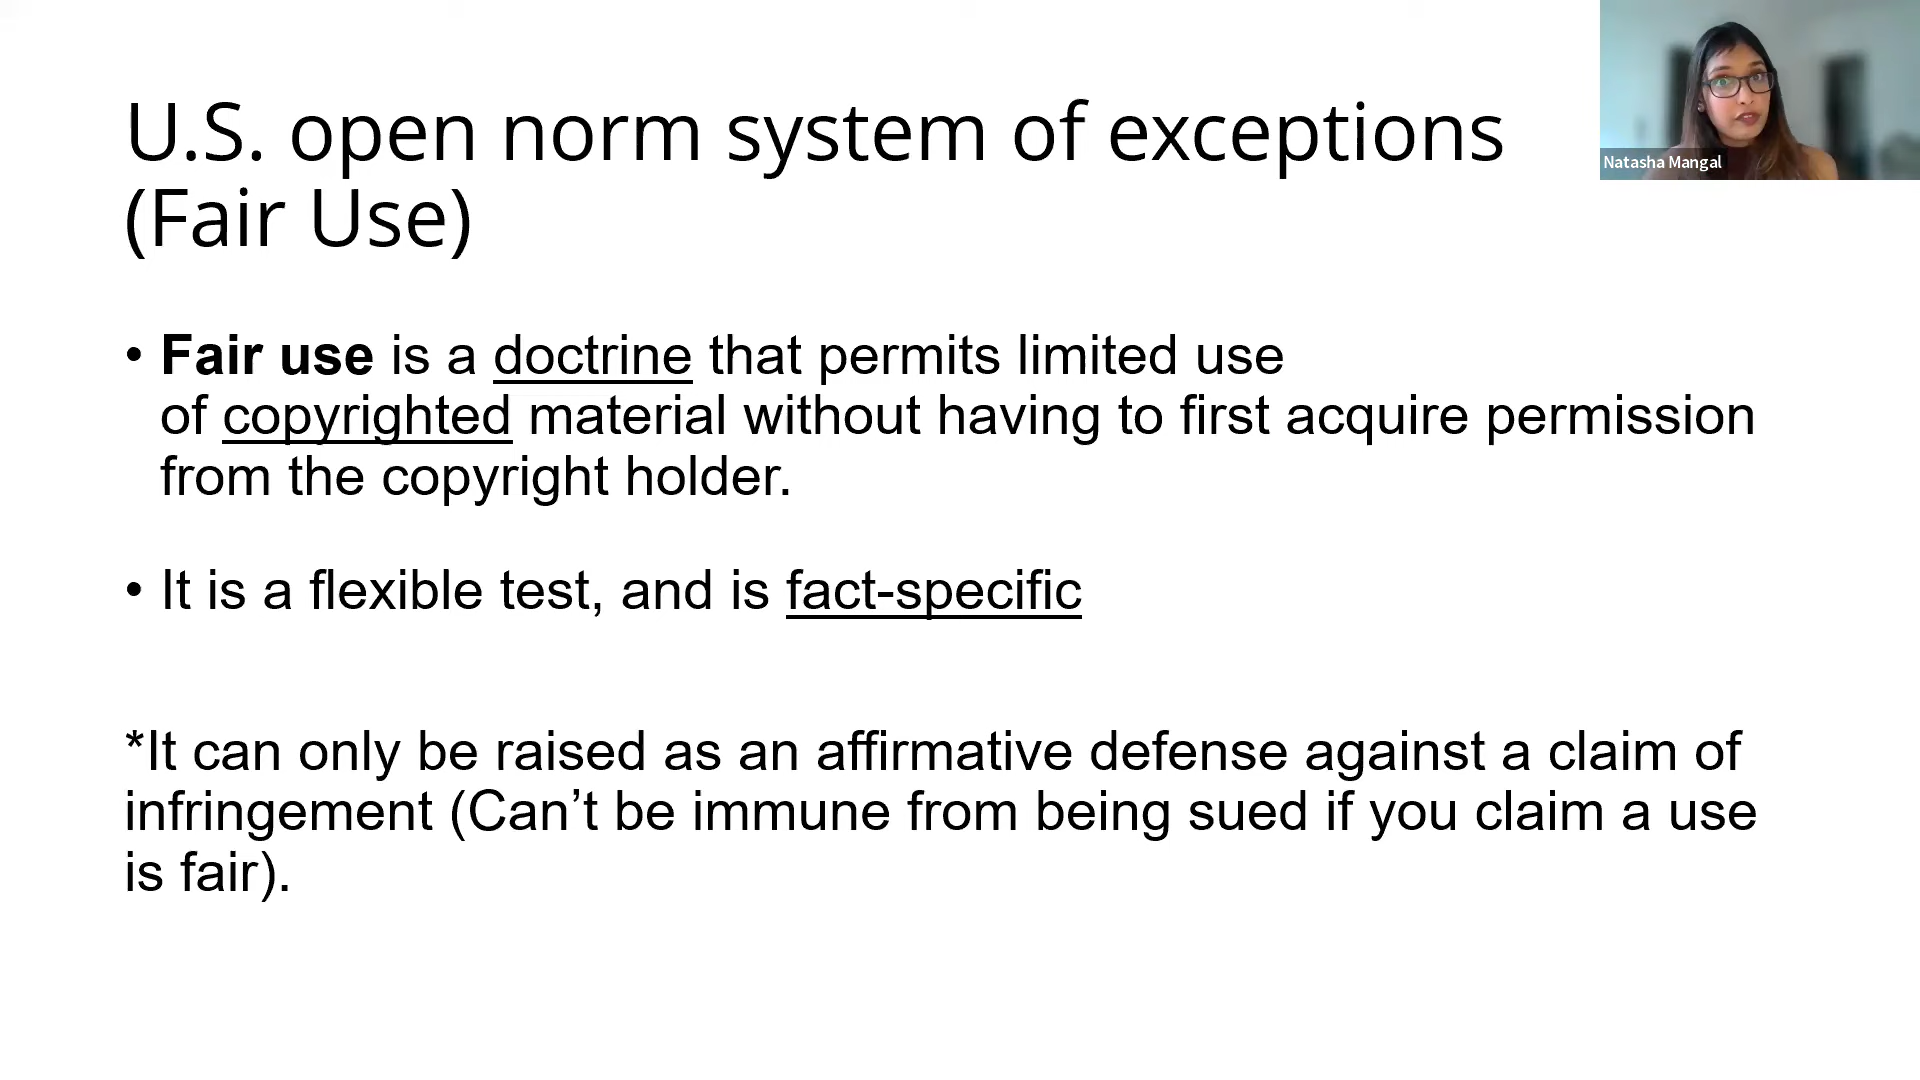 U.S. open norm system of exceptions
(Fair Use)
Natasha Mangal
• Fair use is a doctrine that permits limited use
of copyrighted material without having to first acquire permission
from the copyright holder.
• It is a flexible test, and is fact-specific
*It can only be raised as an affirmative defense against a claim of
infringement (Can’t be immune from being sued if you claim a use
is fair).